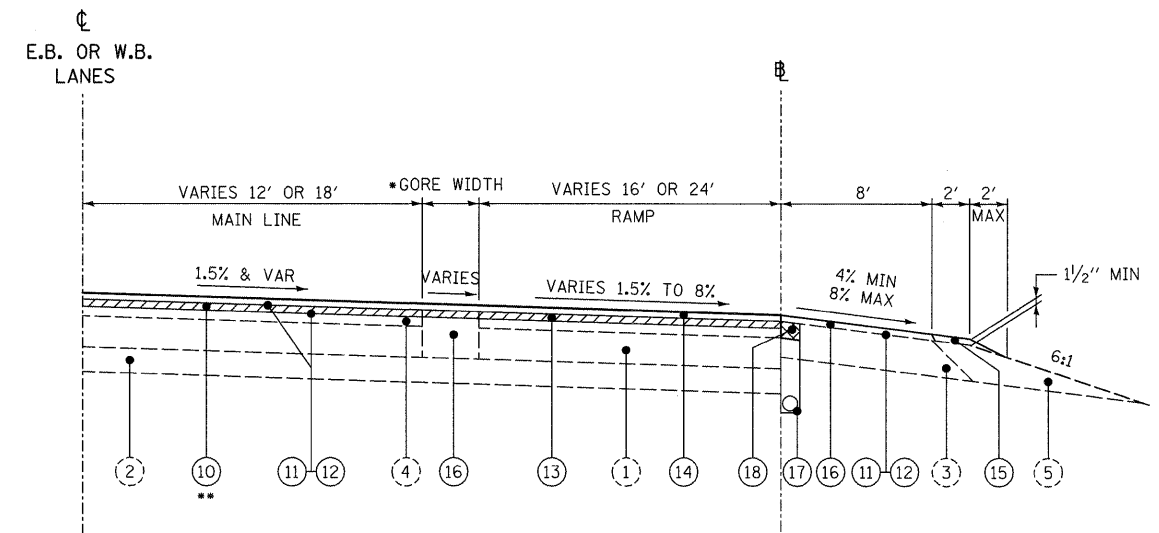 ℄
E.B. OR W.B.
LANES
℄
VARIES 12' OR 18'
MAIN LINE
*GORE WIDTH
VARIES 16' OR 24'
RAMP
8'
2'
2'
MAX
1.5% & VAR
VARIES
VARIES 1.5% TO 8%
4% MIN
8% MAX
1½" MIN
6:1
2 10 11 12 4 16 13 1 14 18 17 16 11 12 3 15 5
**